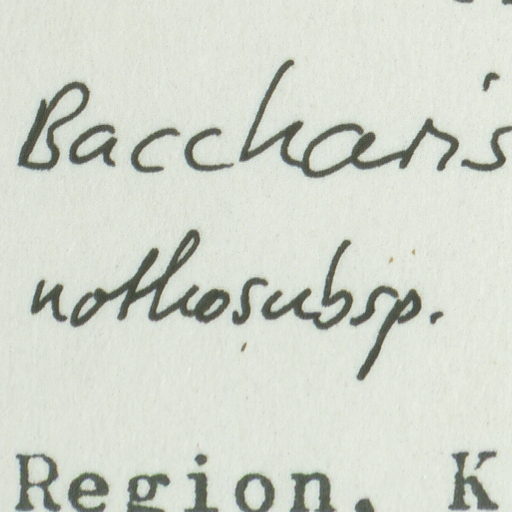 Baccharis
nothosubsp.
Region, K